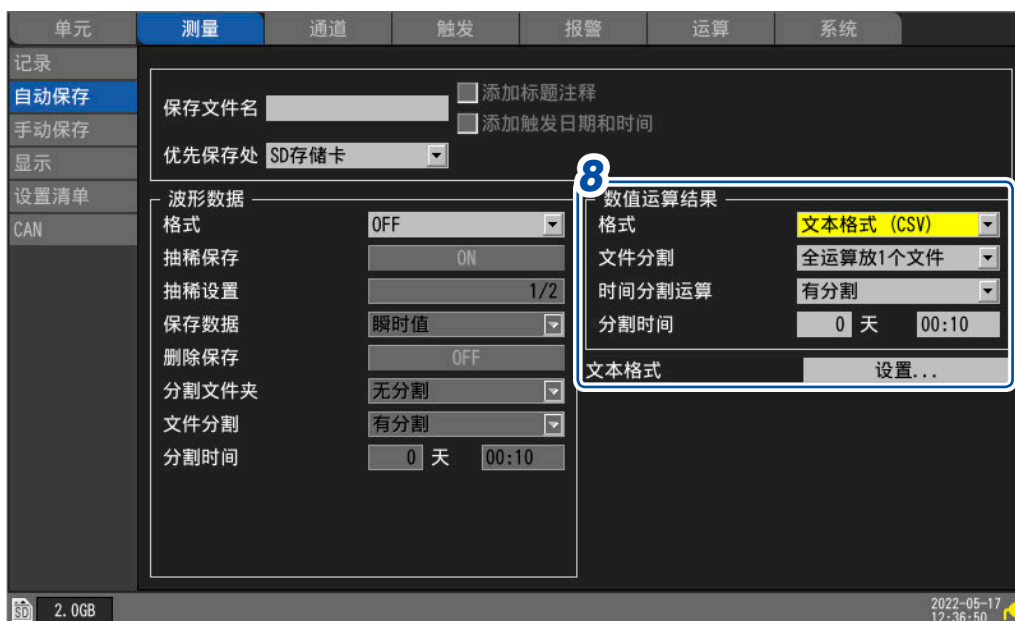 单元 测量 通道 触发 报警 运算 系统
记录
自动保存
手动保存
显示
设置清单
CAN
保存文件名
添加标题注释
添加触发日期和时间
优先保存处 SD存储卡
波形数据
格式 OFF
抽稀保存 ON
抽稀设置 1/2
保存数据 瞬时值
删除保存 OFF
分割文件夹 无分割
文件分割 有分割
分割时间 0 天 00:10
8
数值运算结果
格式 文本格式 (CSV)
文件分割 全运算放1个文件
时间分割运算 有分割
分割时间 0 天 00:10
文本格式 设置...
SD 2.0GB
2022-05-17
12:36:50